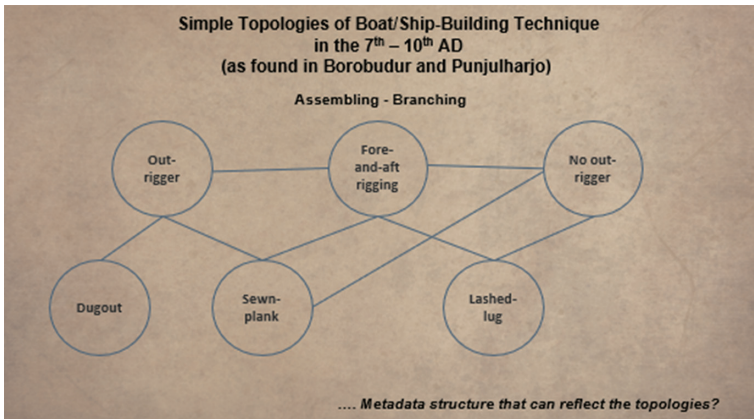 Simple Topologies of Boat/Ship-Building Technique
in the 7th – 10th AD
(as found in Borobudur and Punjulharjo)
Assembling - Branching
Out-
rigger
Fore-
and-aft
rigging
No out-
rigger
Dugout
Sewn-
plank
Lashed-
lug
.... Metadata structure that can reflect the topologies?